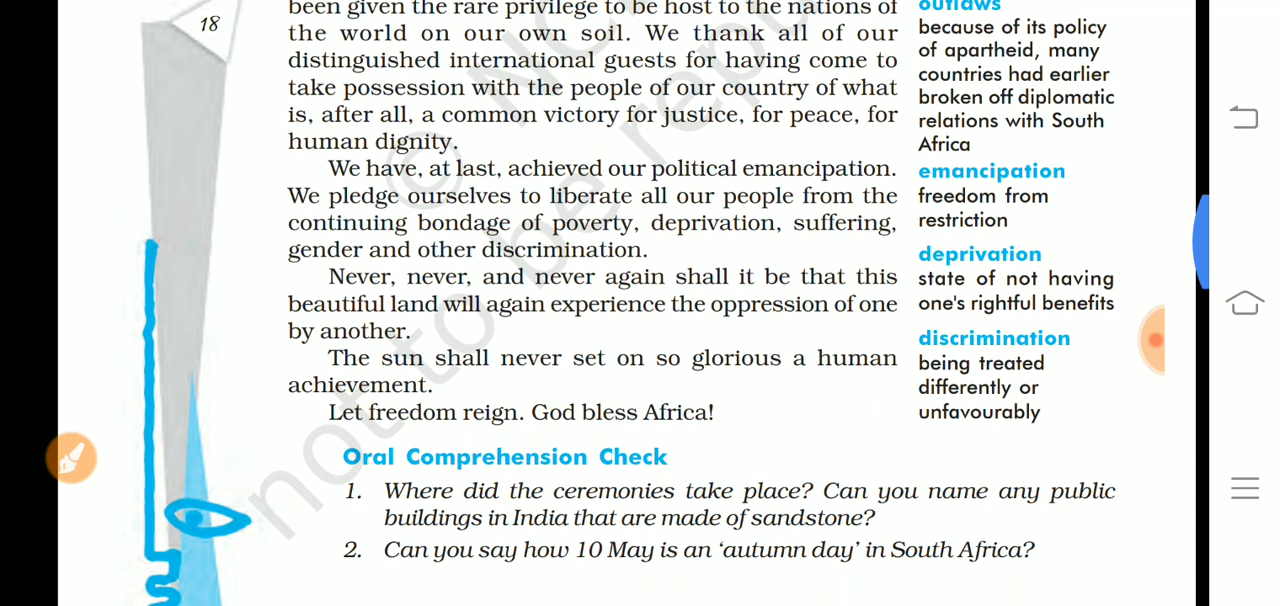 18
been given the rare privilege to be host to the nations of
the world on our own soil. We thank all of our
distinguished international guests for having come to
take possession with the people of our country of what
is, after all, a common victory for justice, for peace, for
human dignity.
We have, at last, achieved our political emancipation.
We pledge ourselves to liberate all our people from the
continuing bondage of poverty, deprivation, suffering,
gender and other discrimination.
Never, never, and never again shall it be that this
beautiful land will again experience the oppression of one
by another.
The sun shall never set on so glorious a human
achievement.
Let freedom reign. God bless Africa!
outlaws
because of its policy
of apartheid, many
countries had earlier
broken off diplomatic
relations with South
Africa
emancipation
freedom from
restriction
deprivation
state of not having
one's rightful benefits
discrimination
being treated
differently or
unfavourably
Oral Comprehension Check
1. Where did the ceremonies take place? Can you name any public
buildings in India that are made of sandstone?
2. Can you say how 10 May is an ‘autumn day’ in South Africa?
not to be